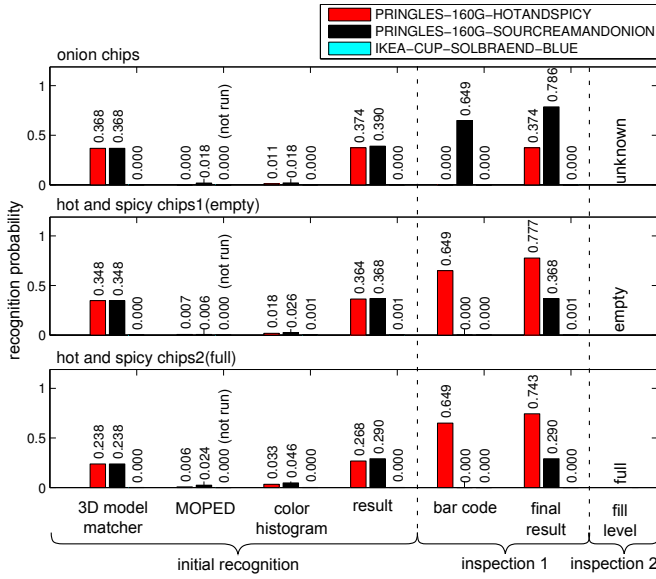 PRINGLES-160G-HOTANDSPICY
PRINGLES-160G-SOURCREAMANDONION
IKEA-CUP-SOLBRAEND-BLUE
onion chips
1
0.5
0
0.368
0.368
0.000
0.000
0.018
0.000 (not run)
0.011
0.018
0.000
0.374
0.390
0.000
0.000
0.649
0.000
0.374
0.786
0.000
unknown
recognition probability
hot and spicy chips1(empty)
1
0.5
0
0.348
0.348
0.000
0.007
0.006
0.000 (not run)
0.018
0.026
0.001
0.364
0.368
0.001
0.649
0.000
0.000
0.777
0.368
0.001
empty
hot and spicy chips2(full)
1
0.5
0
0.238
0.238
0.000
0.006
0.024
0.000 (not run)
0.033
0.046
0.000
0.268
0.290
0.000
0.649
0.000
0.000
0.743
0.290
0.000
full
3D model
matcher
MOPED
color
histogram
result
bar code
final
result
fill
level
initial recognition
inspection 1
inspection 2